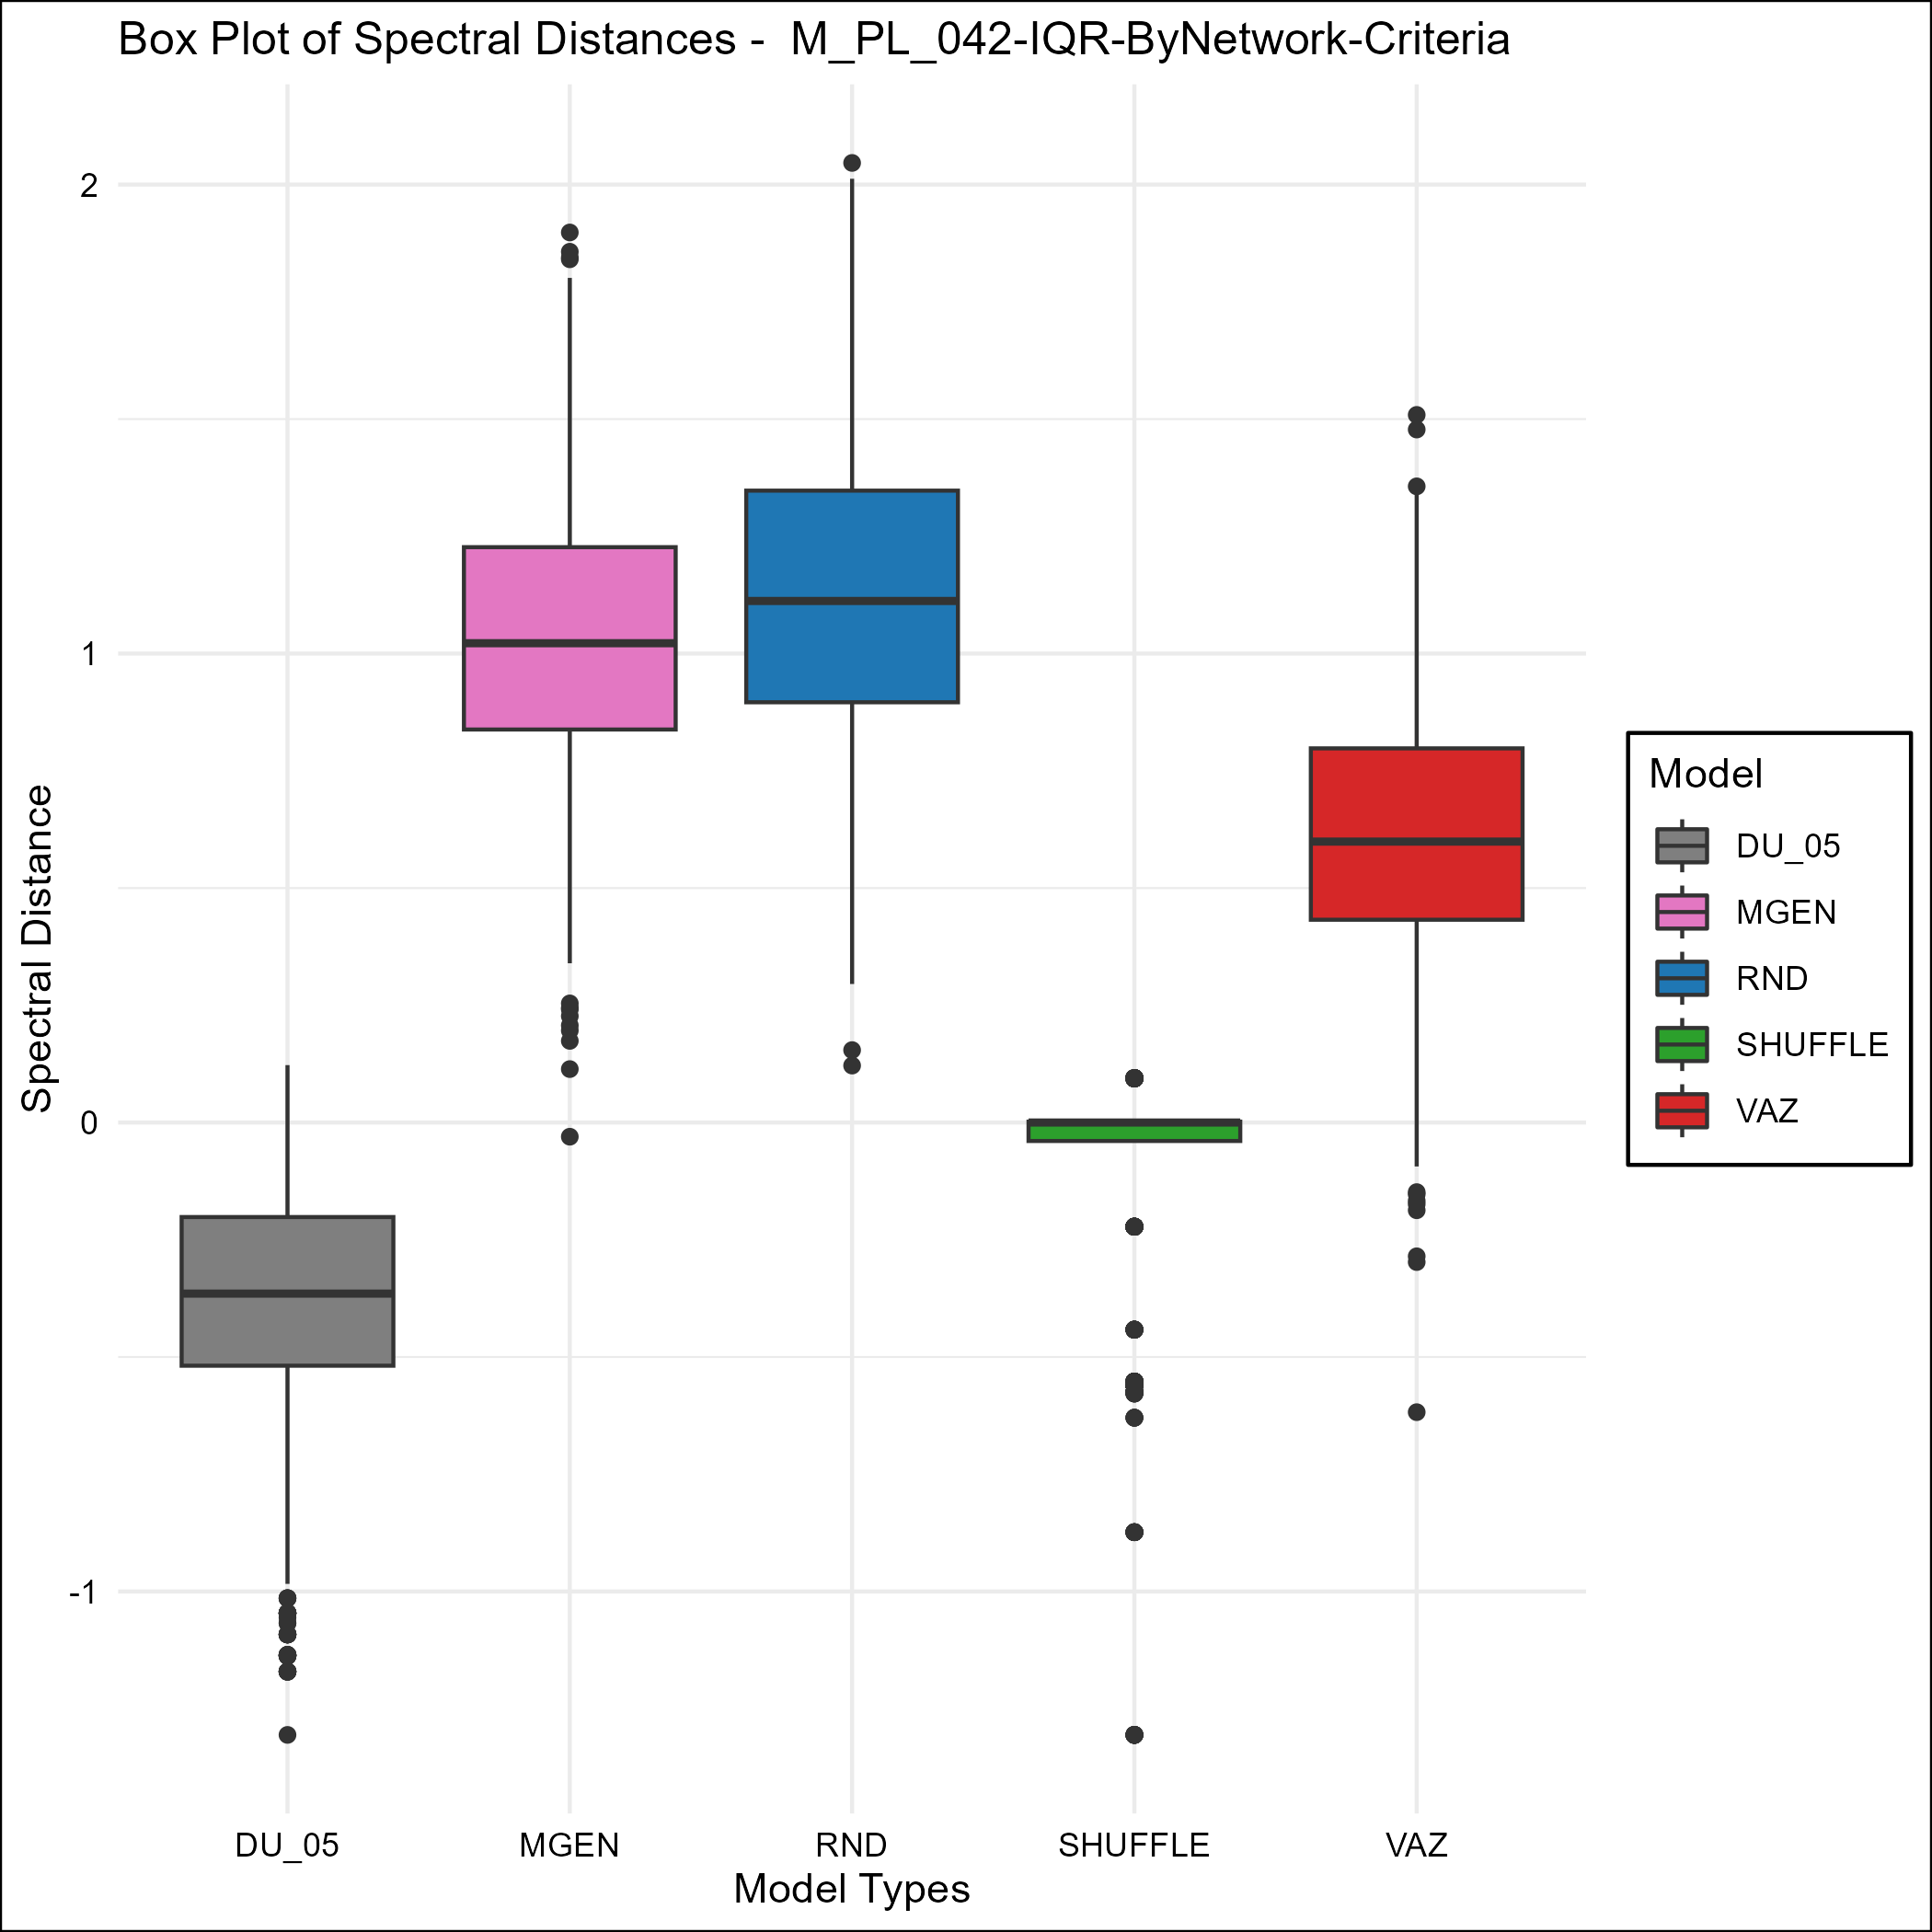 Box Plot of Spectral Distances -  M_PL_042-IQR-ByNetwork-Criteria
Spectral Distance
2
1
0
-1
DU_05
MGEN
RND
SHUFFLE
VAZ
Model Types
Model
DU_05
MGEN
RND
SHUFFLE
VAZ